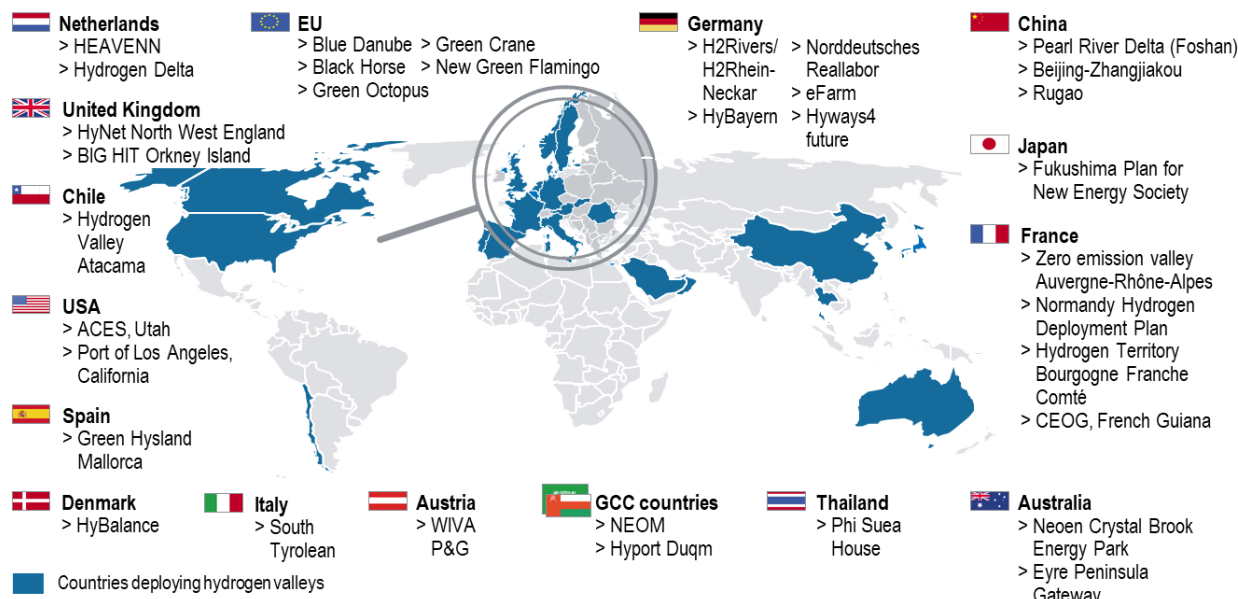 Netherlands
> HEAVENN
> Hydrogen Delta
United Kingdom
> HyNet North West England
> BIG HIT Orkney Island
Chile
> Hydrogen
Valley
Atacama
USA
> ACES, Utah
> Port of Los Angeles,
California
Spain
> Green Hysland
Mallorca
Denmark
> HyBalance
EU
> Blue Danube
> Black Horse
> Green Octopus
> Green Crane
> New Green Flamingo
Germany
> H2Rivers/
H2Rhein-
Neckar
> HyBayern
> Norddeutsches
Reallabor
> eFarm
> Hyways4
future
China
> Pearl River Delta (Foshan)
> Beijing-Zhangjiakou
> Rugao
Japan
> Fukushima Plan for
New Energy Society
France
> Zero emission valley
Auvergne-Rhône-Alpes
> Normandy Hydrogen
Deployment Plan
> Hydrogen Territory
Bourgogne Franche
Comté
> CEOG, French Guiana
Italy
> South
Tyrolean
Austria
> WIVA
P&G
GCC countries
> NEOM
> Hyport Duqm
Thailand
> Phi Suea
House
Australia
> Neoen Crystal Brook
Energy Park
> Eyre Peninsula
Gateway
Countries deploying hydrogen valleys